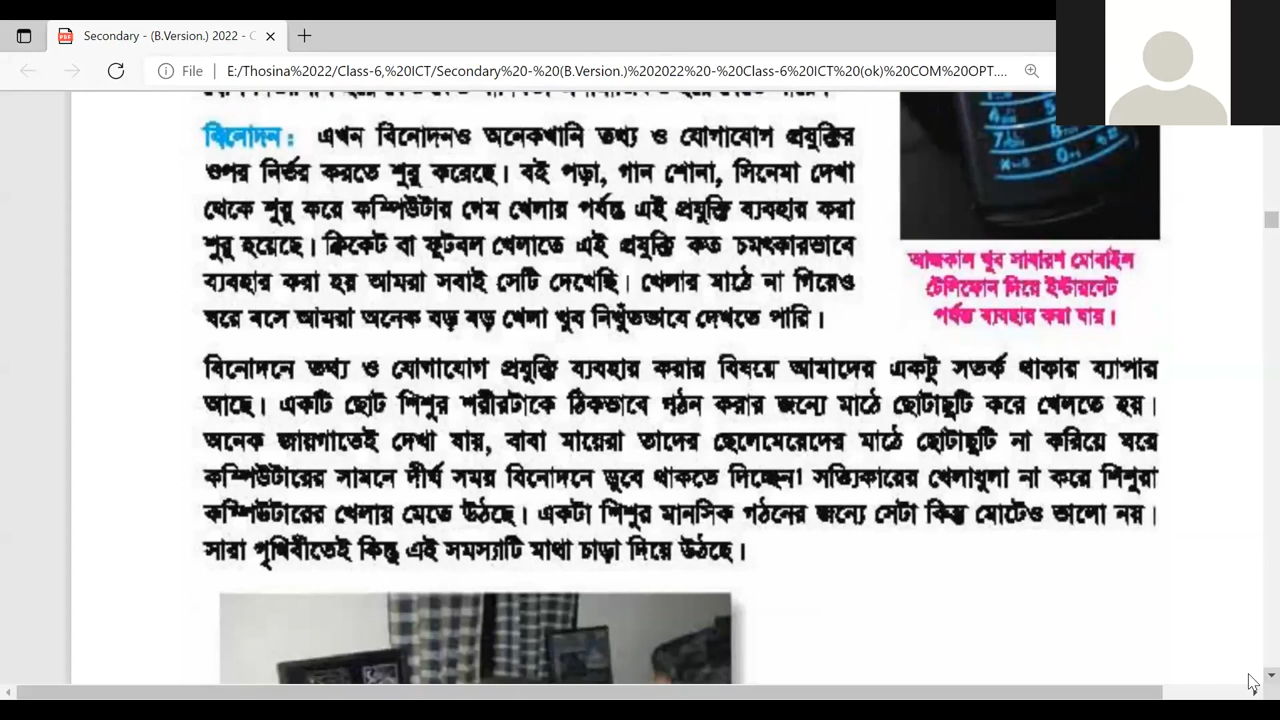 Secondary - (B.Version.) 2022 - C
File
E:/Thosina%2022/Class-6,%20ICT/Secondary%20-%20(B.Version.)%202022%20-%20Class-6%20ICT%20(ok)%20COM%20OPT....
বিনোদন: এখন বিনোদনও অনেকখানি তথ্য ও যোগাযোগ প্রযুক্তির
ওপর নির্ভর করতে শুরু করেছে। বই পড়া, গান শোনা, সিনেমা দেখা
থেকে শুরু করে কম্পিউটার গেম খেলায় পর্যন্ত এই প্রযুক্তি ব্যবহার করা
শুরু হয়েছে। ক্রিকেট বা ফুটবল খেলাতে এই প্রযুক্তি কত চমৎকারভাবে
ব্যবহার করা হয় আমরা সবাই সেটি দেখেছি। খেলার মাঠে না গিয়েও
ঘরে বসে আমরা অনেক বড় বড় খেলা খুব নিখুঁতভাবে দেখতে পারি।
আজকাল খুব সাধারণ মোবাইল
টেলিফোন দিয়ে ইন্টারনেট
পর্যন্ত ব্যবহার করা যায়।
বিনোদনে তথ্য ও যোগাযোগ প্রযুক্তি ব্যবহার করার বিষয়ে আমাদের একটু সতর্ক থাকার ব্যাপার
আছে। একটি ছোট শিশুর শরীরটাকে ঠিকভাবে গঠন করার জন্যে মাঠে ছোটাছুটি করে খেলতে হয়।
অনেক জায়গাতেই দেখা যায়, বাবা মায়েরা তাদের ছেলেমেয়েদের মাঠে ছোটাছুটি না করিয়ে ঘরে
কম্পিউটারের সামনে দীর্ঘ সময় বিনোদনে ডুবে থাকতে দিচ্ছেন। সত্যিকারের খেলাধুলা না করে শিশুরা
কম্পিউটারের খেলায় মেতে উঠছে। একটা শিশুর মানসিক গঠনের জন্যে সেটা কিন্তু মোটেও ভালো নয়।
সারা পৃথিবীতেই কিন্তু এই সমস্যাটি মাথা চাড়া দিয়ে উঠছে।